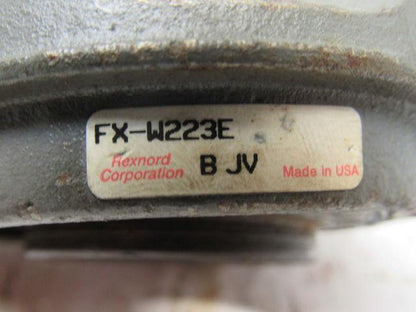 FX-W223E
Rexnord
Corporation B JV Made in USA